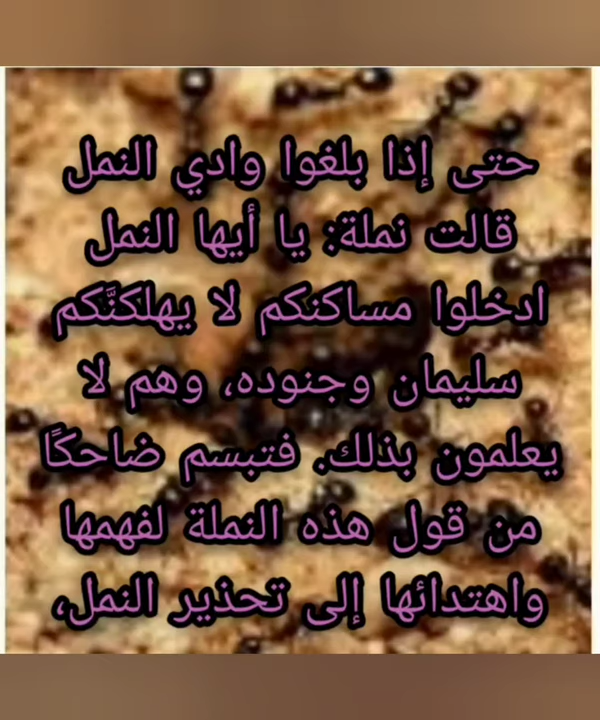 حتى إذا بلغوا وادي النمل
قالت نملة: يا أيها النمل
ادخلوا مساكنكم لا يهلكنَّكم
سليمان وجنوده، وهم لا
يعلمون بذلك. فتبسم ضاحكًا
من قول هذه النملة لفهمها
واهتدائها إلى تحذير النمل،